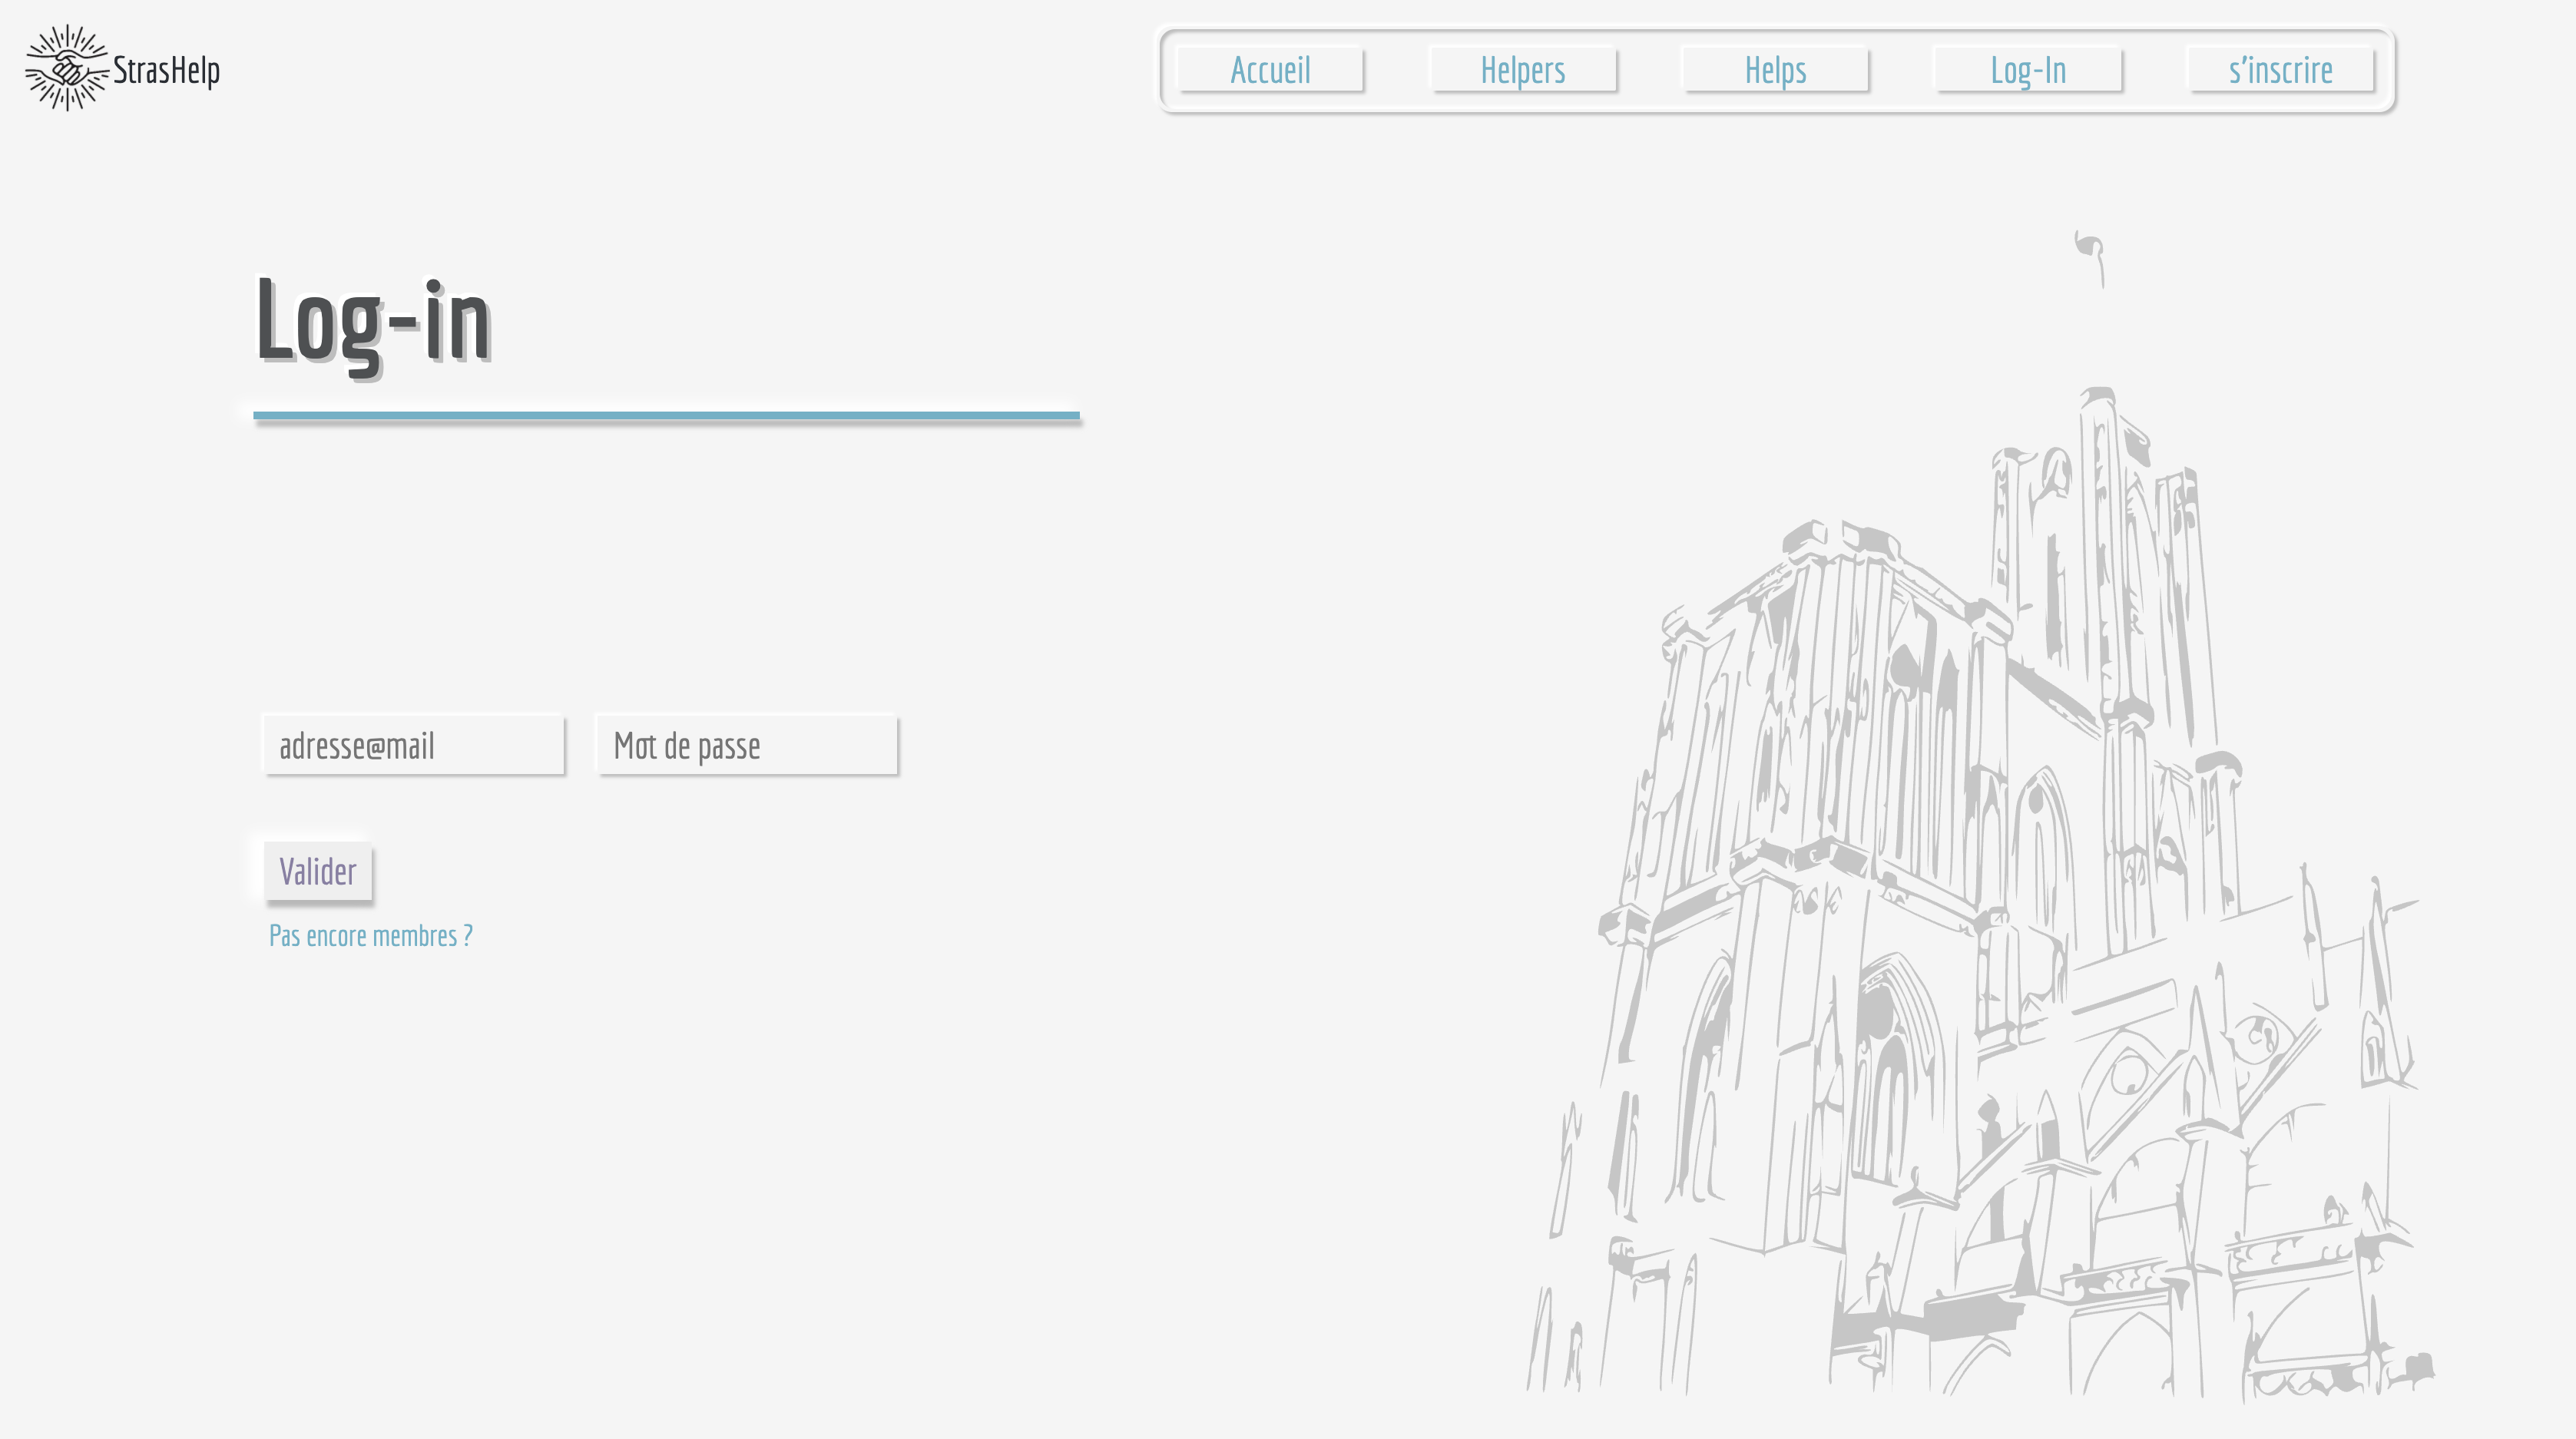 StrasHelp
Accueil
Helpers
Helps
Log-In
s'inscrire
Log-in
adresse@mail
Mot de passe
Valider
Pas encore membres ?